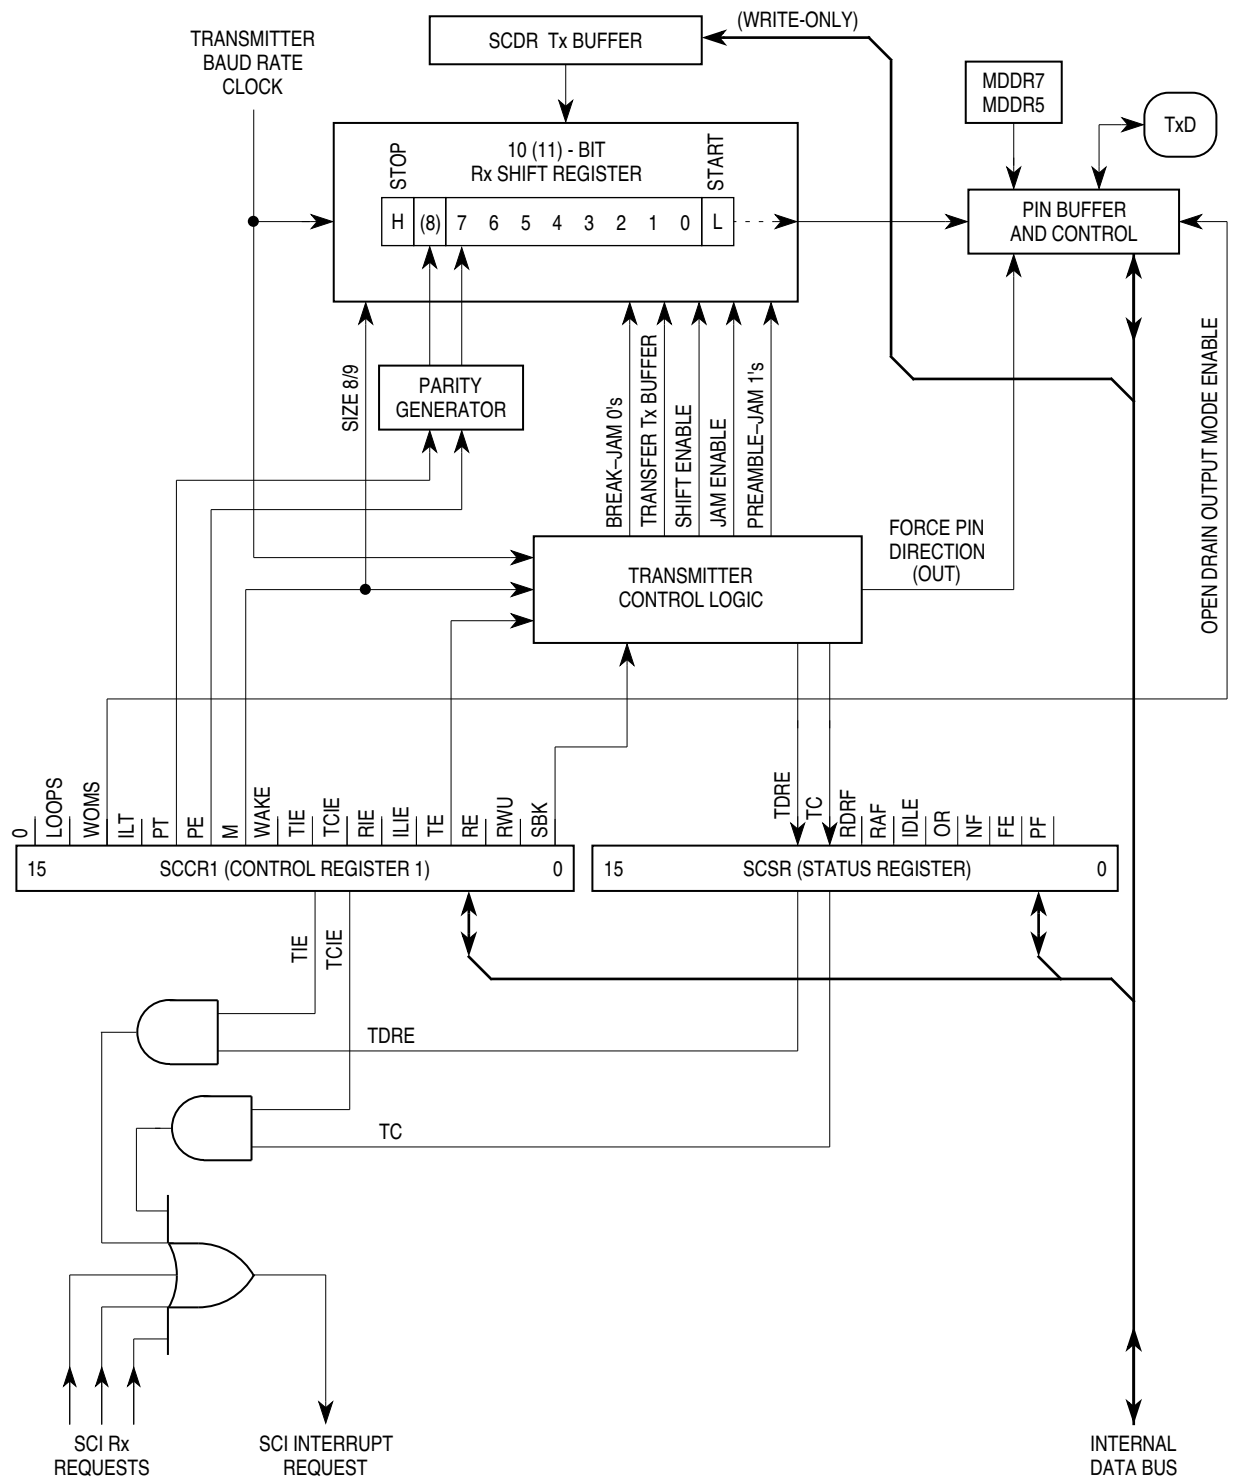 (WRITE-ONLY)
SCDR Tx BUFFER
TRANSMITTER
BAUD RATE
CLOCK
MDDR7
MDDR5
TxD
10 (11) - BIT
Rx SHIFT REGISTER
STOP
START
H (8) 7 6 5 4 3 2 1 0 L
PIN BUFFER
AND CONTROL
SIZE 8/9
PARITY
GENERATOR
BREAK–JAM 0's
TRANSFER Tx BUFFER
SHIFT ENABLE
JAM ENABLE
PREAMBLE–JAM 1's
OPEN DRAIN OUTPUT MODE ENABLE
FORCE PIN
DIRECTION
(OUT)
TRANSMITTER
CONTROL LOGIC
0
LOOPS
WOMS
ILT
PT
PE
M
WAKE
TIE
TCIE
RIE
ILIE
TE
RE
RWU
SBK
TDRE
TC
RDRF
RAF
IDLE
OR
NF
FE
PF
15 SCCR1 (CONTROL REGISTER 1) 0
15 SCSR (STATUS REGISTER) 0
TIE
TCIE
TDRE
TC
SCI Rx
REQUESTS
SCI INTERRUPT
REQUEST
INTERNAL
DATA BUS